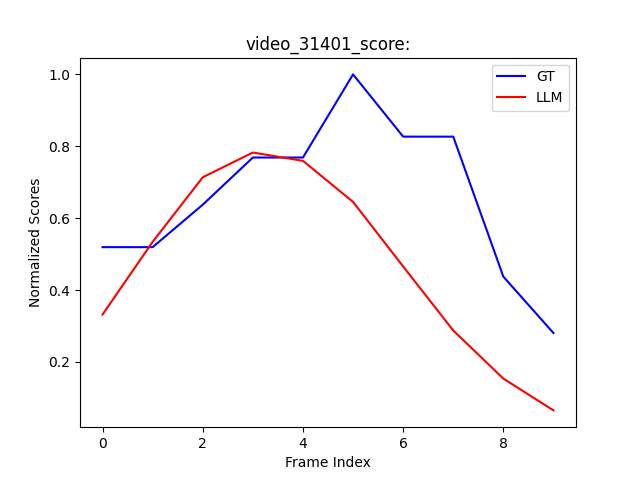 video_31401_score:
GT
LLM
Normalized Scores
1.0
0.8
0.6
0.4
0.2
0 2 4 6 8
Frame Index